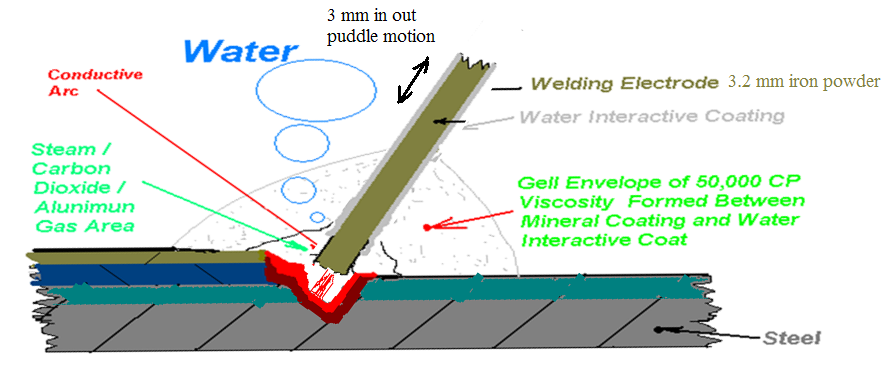 3 mm in out
puddle motion
Water
Conductive
Arc
Welding Electrode 3.2 mm iron powder
Water Interactive Coating
Steam /
Carbon
Dioxide /
Alunimun
Gas Area
Gell Envelope of 50,000 CP
Viscosity Formed Between
Mineral Coating and Water
Interactive Coat
Steel